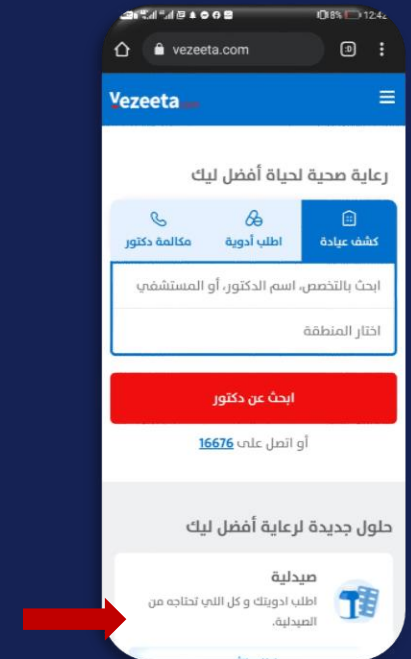 8% 12:42
vezeeta.com
:D
Vezeeta
رعاية صحية لحياة أفضل ليك
كشف عيادة
اطلب أدوية
مكالمة دكتور
ابحث بالتخصص، اسم الدكتور، أو المستشفى
اختار المنطقة
ابحث عن دكتور
أو اتصل على 16676
حلول جديدة لرعاية أفضل ليك
صيدلية
اطلب ادويتك و كل اللي تحتاجه من
الصيدلية.